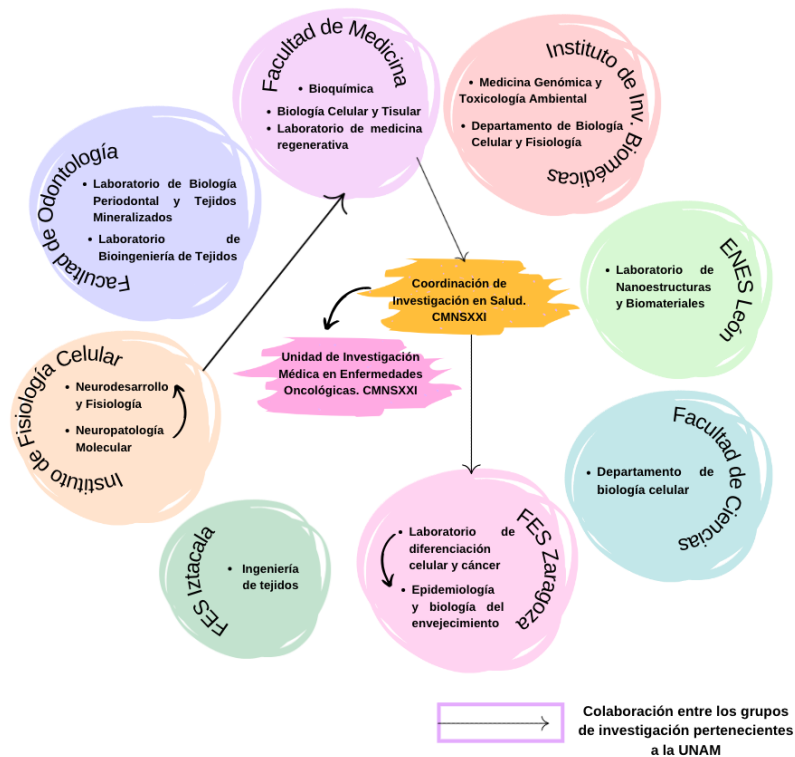 Facultad de Medicina
• Bioquímica
• Biología Celular y Tisular
• Laboratorio de medicina
regenerativa
Instituto de Inv. Biomédicas
• Medicina Genómica y
Toxicología Ambiental
• Departamento de Biología
Celular y Fisiología
Facultad de Odontología
• Laboratorio de Biología
Periodontal y Tejidos
Mineralizados
• Laboratorio de
Bioingeniería de Tejidos
ENES León
• Laboratorio de
Nanoestructuras
y Biomateriales
Coordinación de
Investigación en Salud.
CMNSXXI
Unidad de Investigación
Médica en Enfermedades
Oncológicas. CMNSXXI
Instituto de Fisiología Celular
• Neurodesarrollo
y Fisiología
• Neuropatología
Molecular
Facultad de Ciencias
• Departamento de
biología celular
FES Iztacala
• Ingeniería
de tejidos
FES Zaragoza
• Laboratorio de
diferenciación
celular y cáncer
• Epidemiología
y biología del
envejecimiento
Colaboración entre los grupos
de investigación pertenecientes
a la UNAM